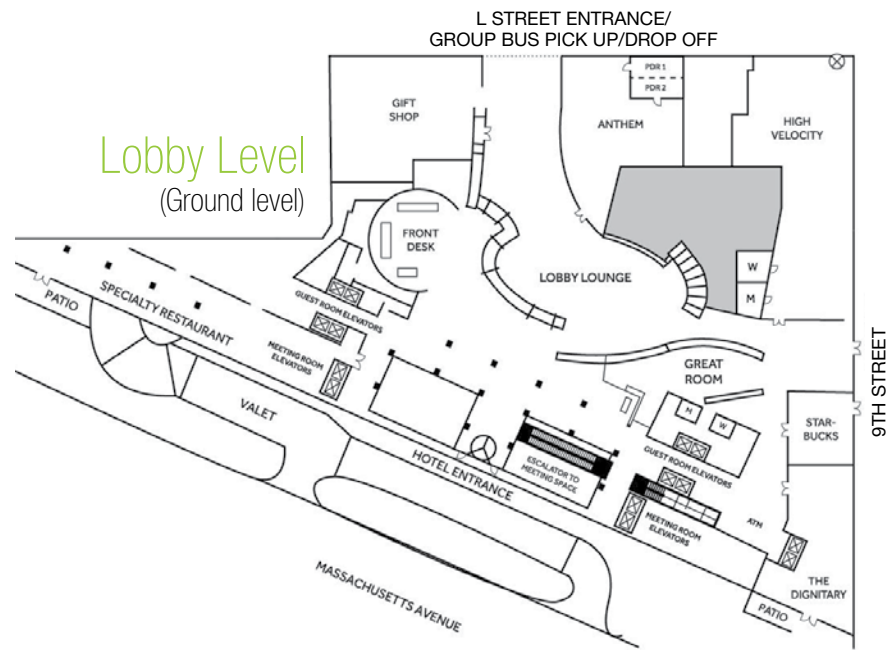 L STREET ENTRANCE/
GROUP BUS PICK UP/DROP OFF
PDR 1
PDR 2
GIFT
SHOP
ANTHEM
HIGH
VELOCITY
Lobby Level
(Ground level)
FRONT
DESK
LOBBY LOUNGE
W
M
SPECIALTY RESTAURANT
PATIO
GUEST ROOM ELEVATORS
MEETING ROOM
ELEVATORS
GREAT
ROOM
9TH STREET
VALET
M
W
STAR-
BUCKS
HOTEL ENTRANCE
ESCALATOR TO
MEETING SPACE
GUEST ROOM ELEVATORS
MEETING ROOM
ELEVATORS
ATM
MASSACHUSETTS AVENUE
THE
DIGNITARY
PATIO